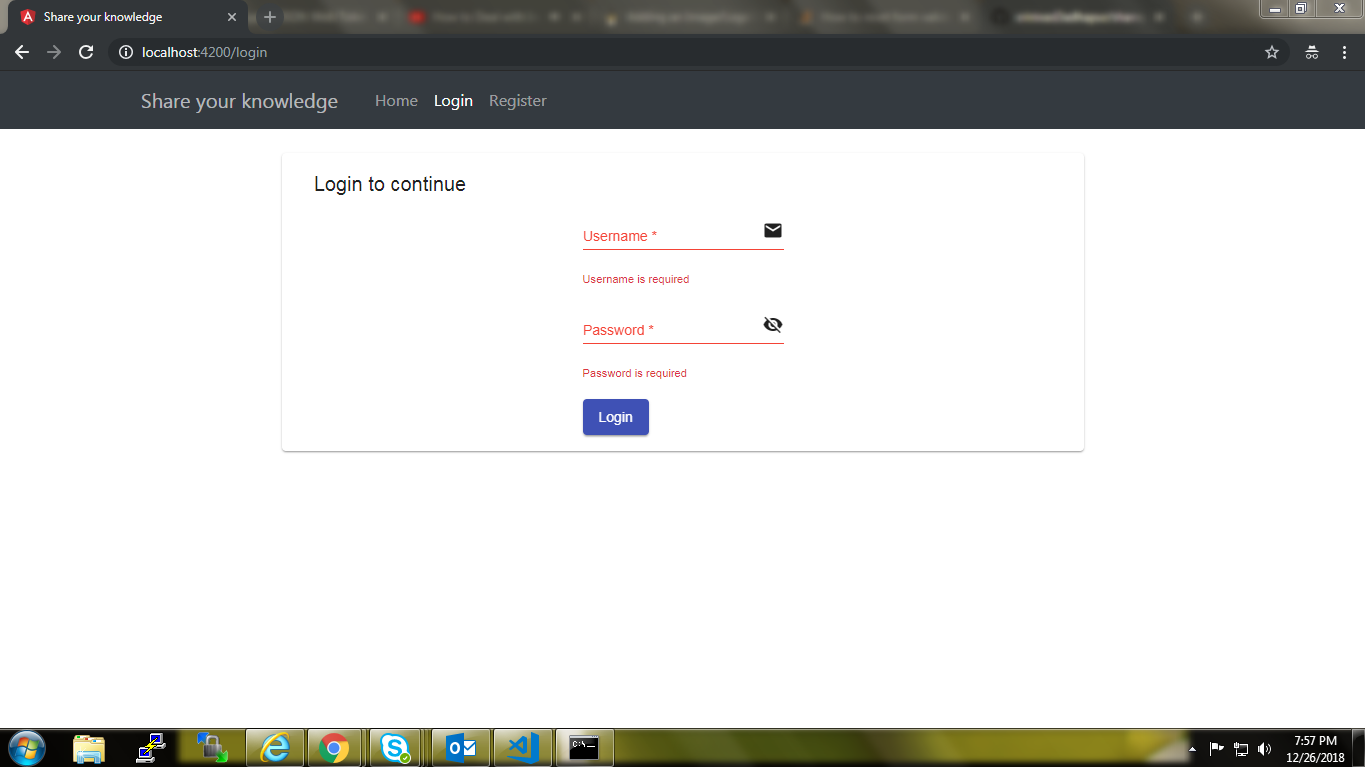 Share your knowledge
localhost:4200/login
Share your knowledge Home Login Register
Login to continue
Username *
Username is required
Password *
Password is required
Login
7:57 PM
12/26/2018